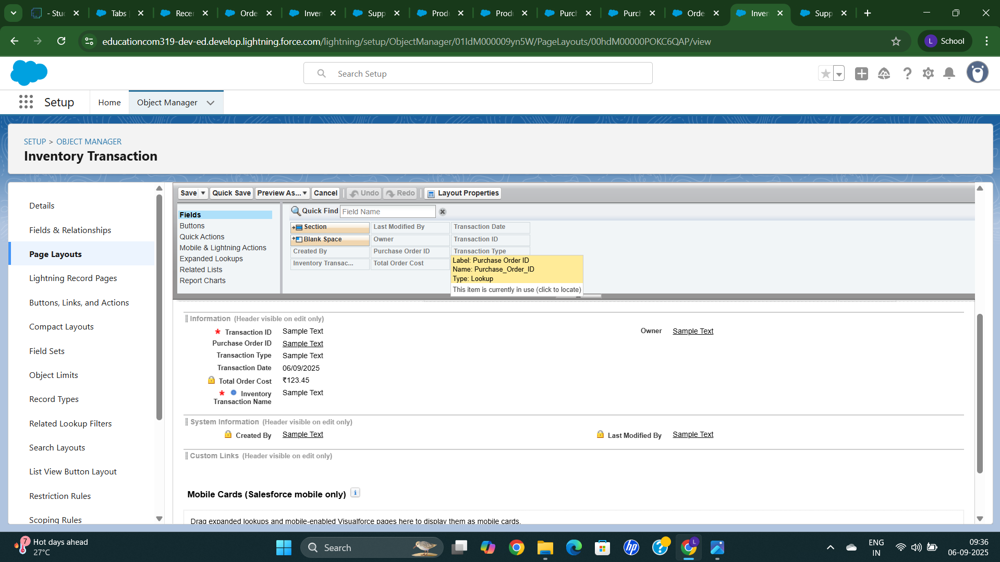 - Stu
Tabs
Recer
Orde
Inven
Supp
Produ
Produ
Purch
Purch
Orde
Inven
Supp
educationcom319-dev-ed.develop.lightning.force.com/lightning/setup/ObjectManager/01IdM000009yn5W/PageLayouts/00hdM00000POKC6QAP/view
L School
Search Setup
Setup
Home
Object Manager
SETUP > OBJECT MANAGER
Inventory Transaction
Details
Fields & Relationships
Page Layouts
Lightning Record Pages
Buttons, Links, and Actions
Compact Layouts
Field Sets
Object Limits
Record Types
Related Lookup Filters
Search Layouts
List View Button Layout
Restriction Rules
Scoping Rules
Save Quick Save Preview As... Cancel Undo Redo Layout Properties
Fields
Buttons
Quick Actions
Mobile & Lightning Actions
Expanded Lookups
Related Lists
Report Charts
Quick Find Field Name
Section Last Modified By Transaction Date
Blank Space Owner Transaction ID
Created By Purchase Order ID Transaction Type
Inventory Transac... Total Order Cost
Label: Purchase Order ID
Name: Purchase_Order_ID
Type: Lookup
This item is currently in use (click to locate)
Information (Header visible on edit only)
* Transaction ID Sample Text Owner Sample Text
Purchase Order ID Sample Text
Transaction Type Sample Text
Transaction Date 06/09/2025
Total Order Cost ₹123.45
* Inventory Sample Text
Transaction Name
System Information (Header visible on edit only)
Created By Sample Text Last Modified By Sample Text
Custom Links (Header visible on edit only)
Mobile Cards (Salesforce mobile only) i
Drag expanded lookups and mobile-enabled Visualforce pages here to display them as mobile cards.
7
Hot days ahead
27°C
Search
hp
L
ENG
IN
09:36
06-09-2025